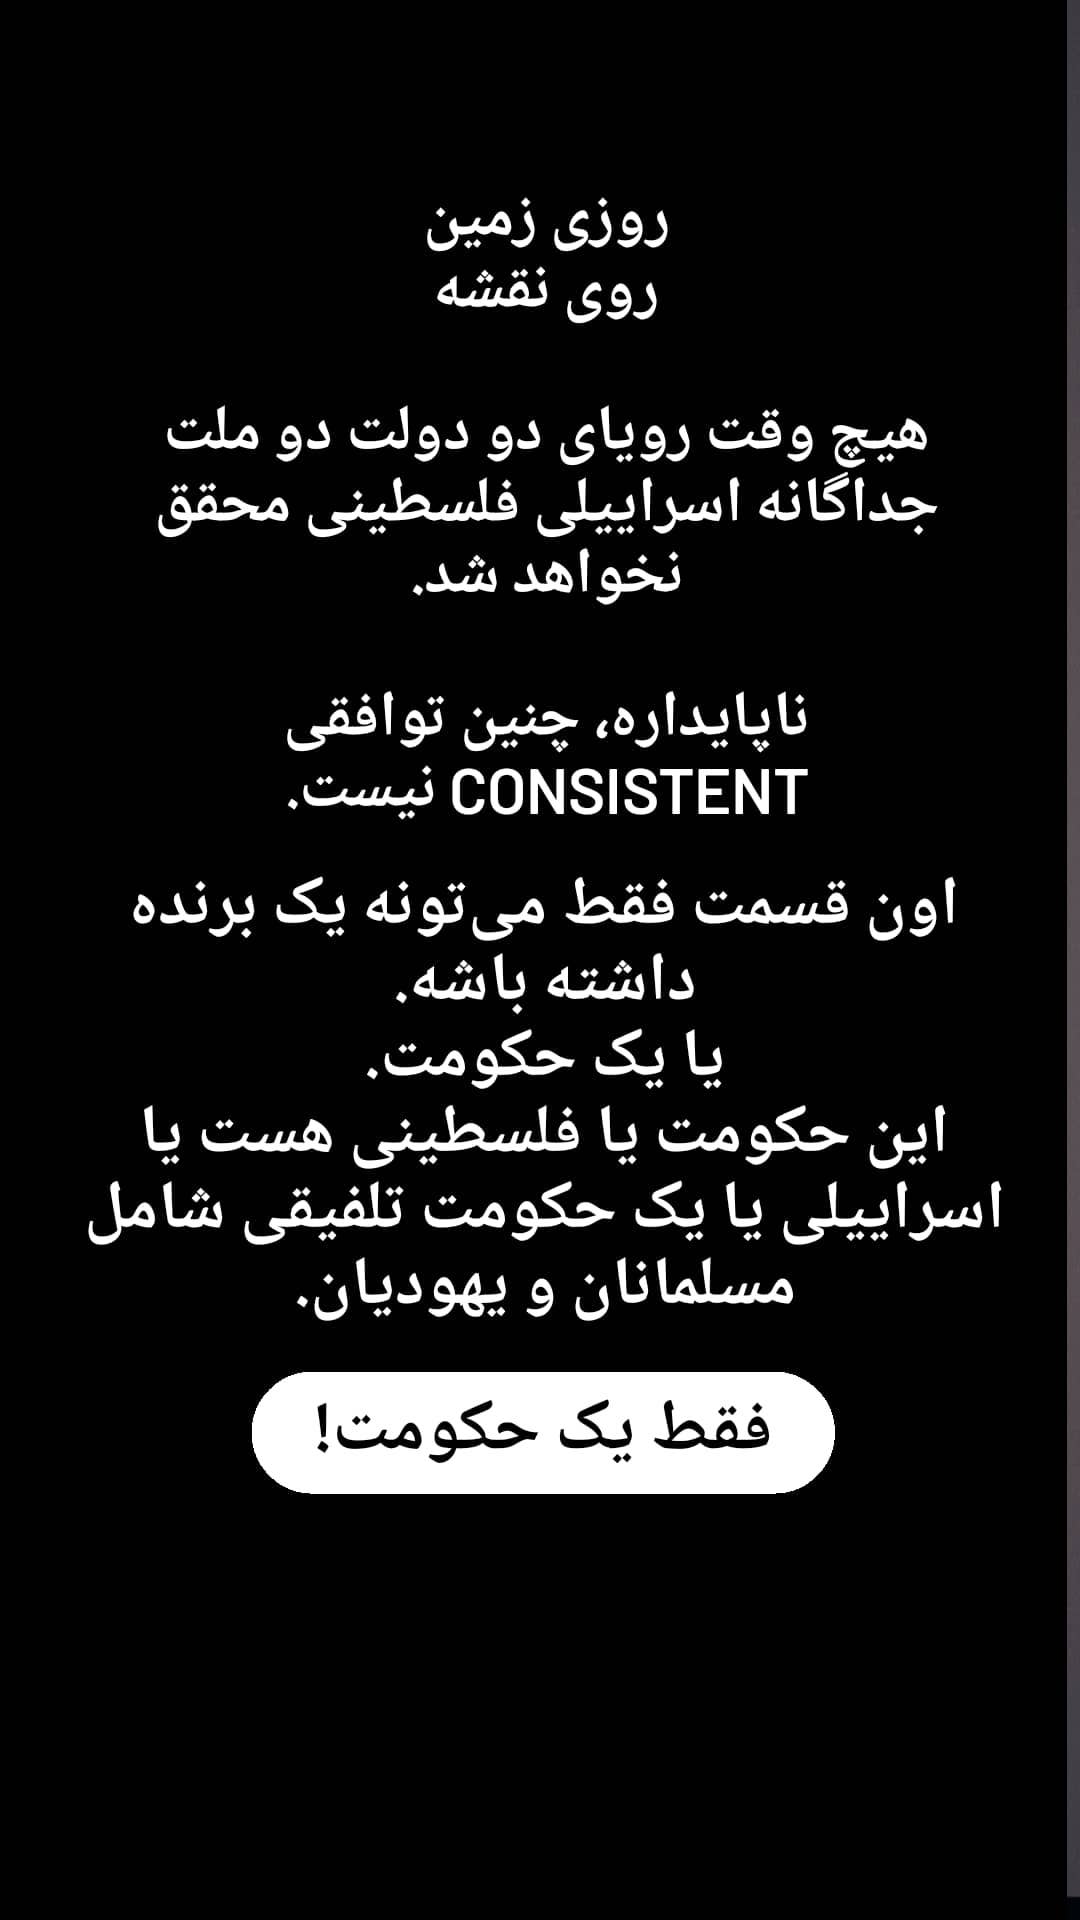 روزی زمین
روی نقشه
هیچ وقت رویای دو دولت دو ملت
جداگانه اسراییلی فلسطینی محقق
نخواهد شد.
ناپایداره، چنین توافقی
CONSISTENT نیست.
اون قسمت فقط می‌تونه یک برنده
داشته باشه.
یا یک حکومت.
این حکومت یا فلسطینی هست یا
اسراییلی یا یک حکومت تلفیقی شامل
مسلمانان و یهودیان.
فقط یک حکومت!